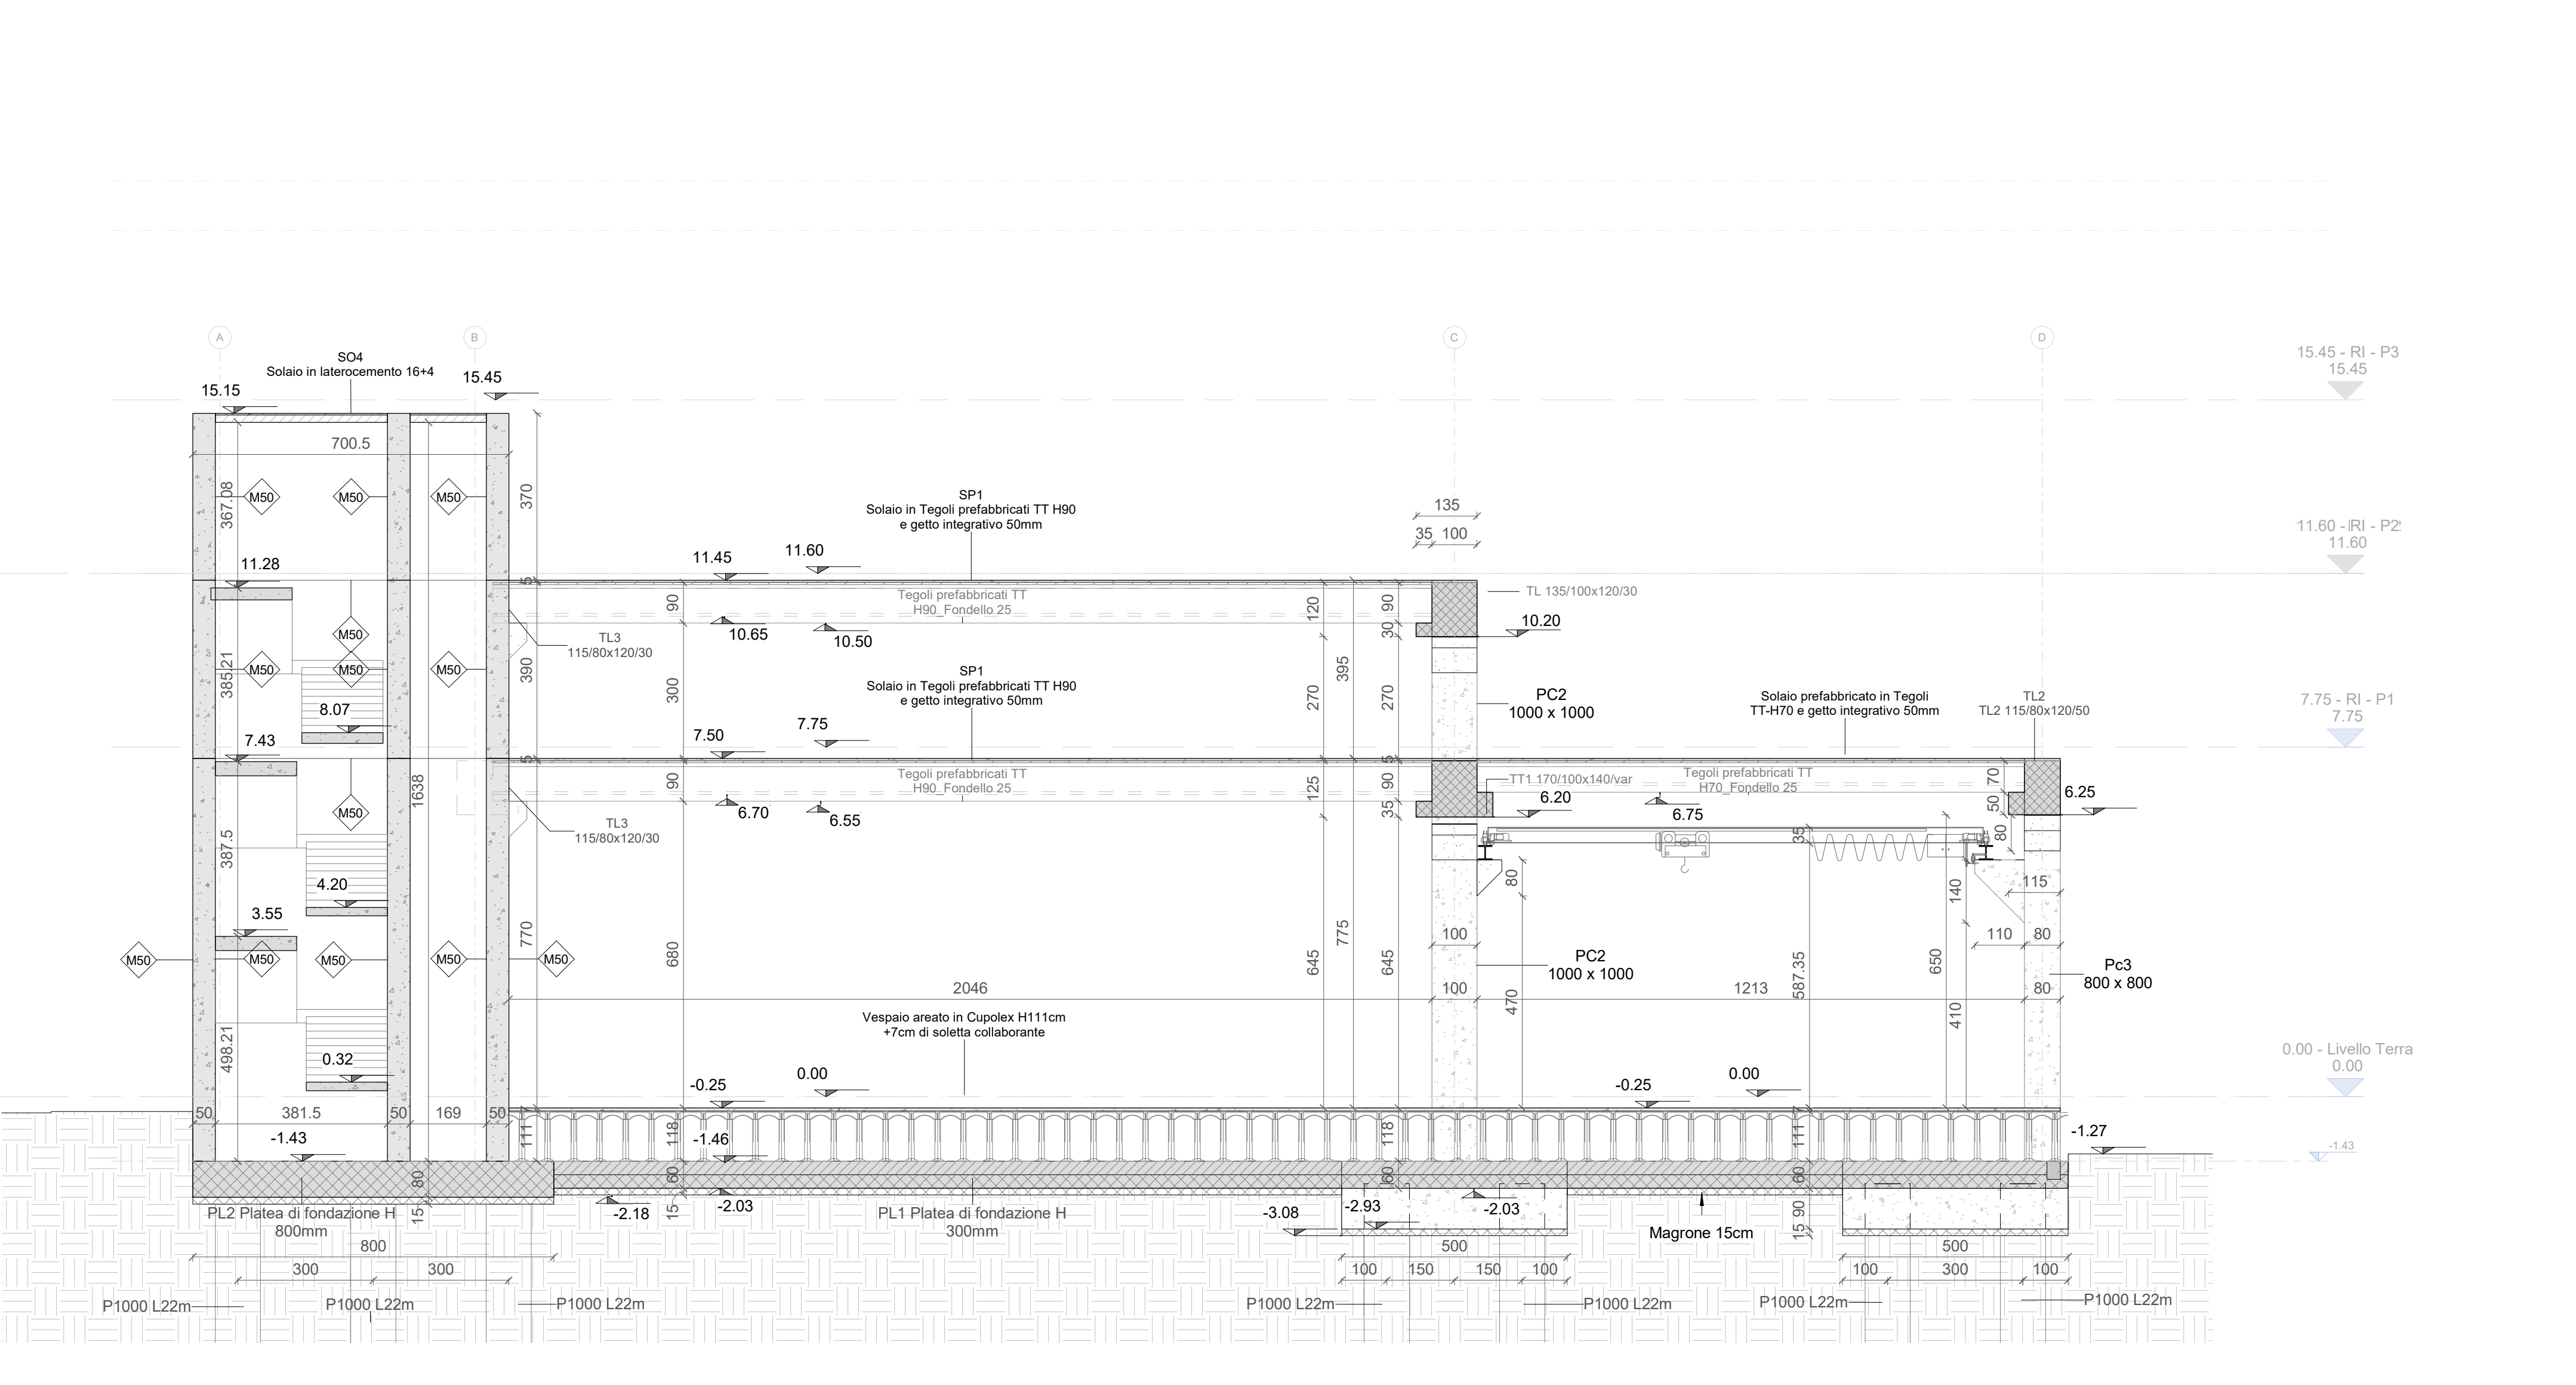 A
B
C
D
15.45 - RI - P3
15.45
SO4
Solaio in laterocemento 16+4
15.15
15.45
700.5
367.08
M50
M50
M50
370
SP1
Solaio in Tegoli prefabbricati TT H90
e getto integrativo 50mm
135
35
100
11.60 - RI - P2
11.60
11.28
11.45
11.60
5
90
Tegoli prefabbricati TT
H90_Fondello 25
120
90
30
TL 135/100x120/30
10.20
10.65
10.50
TL3
115/80x120/30
M50
M50
M50
M50
385.21
390
300
270
395
270
SP1
Solaio in Tegoli prefabbricati TT H90
e getto integrativo 50mm
PC2
1000 x 1000
Solaio prefabbricato in Tegoli
TT-H70 e getto integrativo 50mm
TL2
TL2 115/80x120/50
7.75 - RI - P1
7.75
8.07
7.43
7.50
7.75
5
5
90
Tegoli prefabbricati TT
H90_Fondello 25
125
90
35
TT1 170/100x140/var
Tegoli prefabbricati TT
H70_Fondello 25
70
50
6.20
6.75
6.25
6.70
6.55
TL3
115/80x120/30
M50
1638
387.5
35
80
80
140
115
4.20
3.55
M50
M50
M50
M50
M50
770
680
645
775
645
100
PC2
1000 x 1000
587.35
650
110
80
Pc3
800 x 800
2046
100
1213
80
470
410
Vespaio areato in Cupolex H111cm
+7cm di soletta collaborante
498.21
0.32
-0.25
0.00
-0.25
0.00
0.00 - Livello Terra
0.00
50
381.5
50
169
50
7
7
111
118
-1.46
118
111
-1.43
-1.27
-1.43
80
60
60
60
15
15
15
90
PL2 Platea di fondazione H
800mm
-2.18
-2.03
PL1 Platea di fondazione H
300mm
-3.08
-2.93
-2.03
Magrone 15cm
800
500
500
300
300
100
150
150
100
100
300
100
P1000 L22m
P1000 L22m
P1000 L22m
P1000 L22m
P1000 L22m
P1000 L22m
P1000 L22m